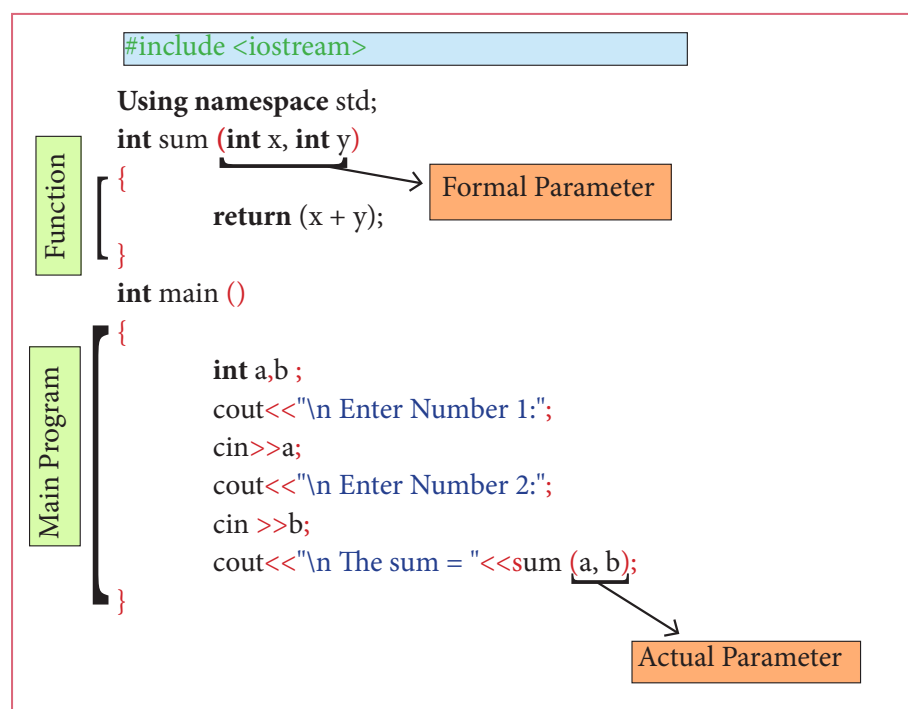 #include <iostream>
Using namespace std;
int sum (int x, int y)
{
Formal Parameter
return (x + y);
}
Function
int main ()
{
int a,b ;
cout<<"\n Enter Number 1:";
cin>>a;
cout<<"\n Enter Number 2:";
cin >>b;
cout<<"\n The sum = "<<sum (a, b);
}
Main Program
Actual Parameter